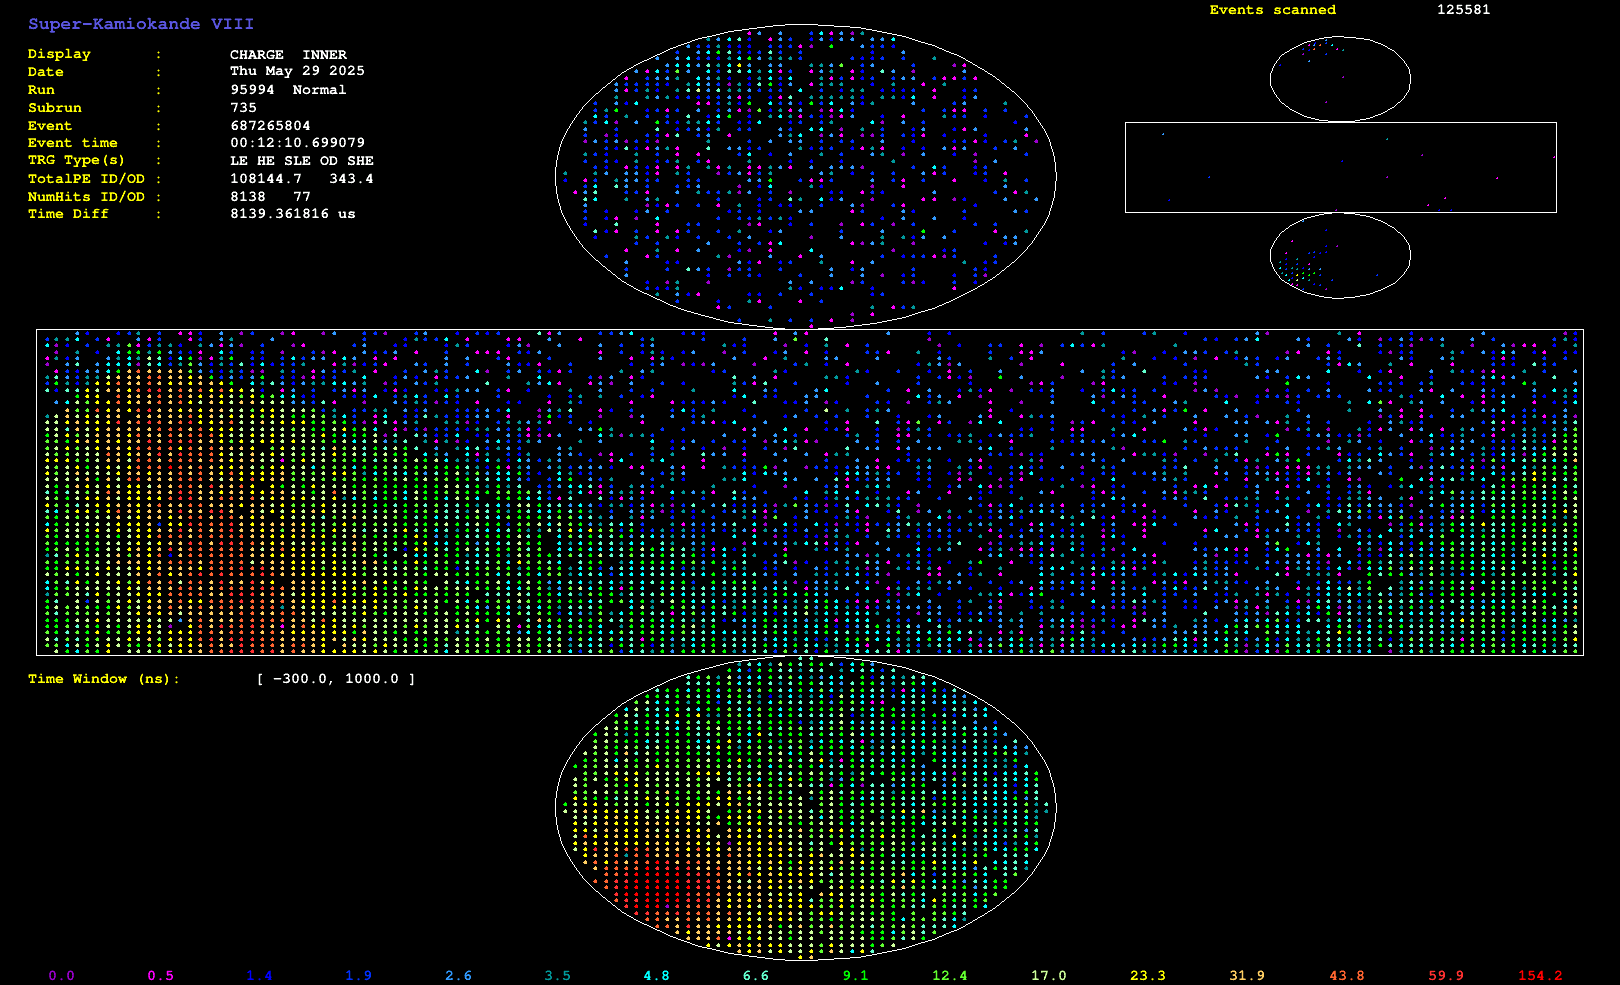 Super-Kamiokande VIII
Events scanned 125581
Display : CHARGE INNER
Date : Thu May 29 2025
Run : 95994 Normal
Subrun : 735
Event : 687265804
Event time : 00:12:10.699079
TRG Type(s) : LE HE SLE OD SHE
TotalPE ID/OD : 108144.7 343.4
NumHits ID/OD : 8138 77
Time Diff : 8139.361816 us
Time Window (ns): [ -300.0, 1000.0 ]
0.0 0.5 1.4 1.9 2.6 3.5 4.8 6.6 9.1 12.4 17.0 23.3 31.9 43.8 59.9 154.2